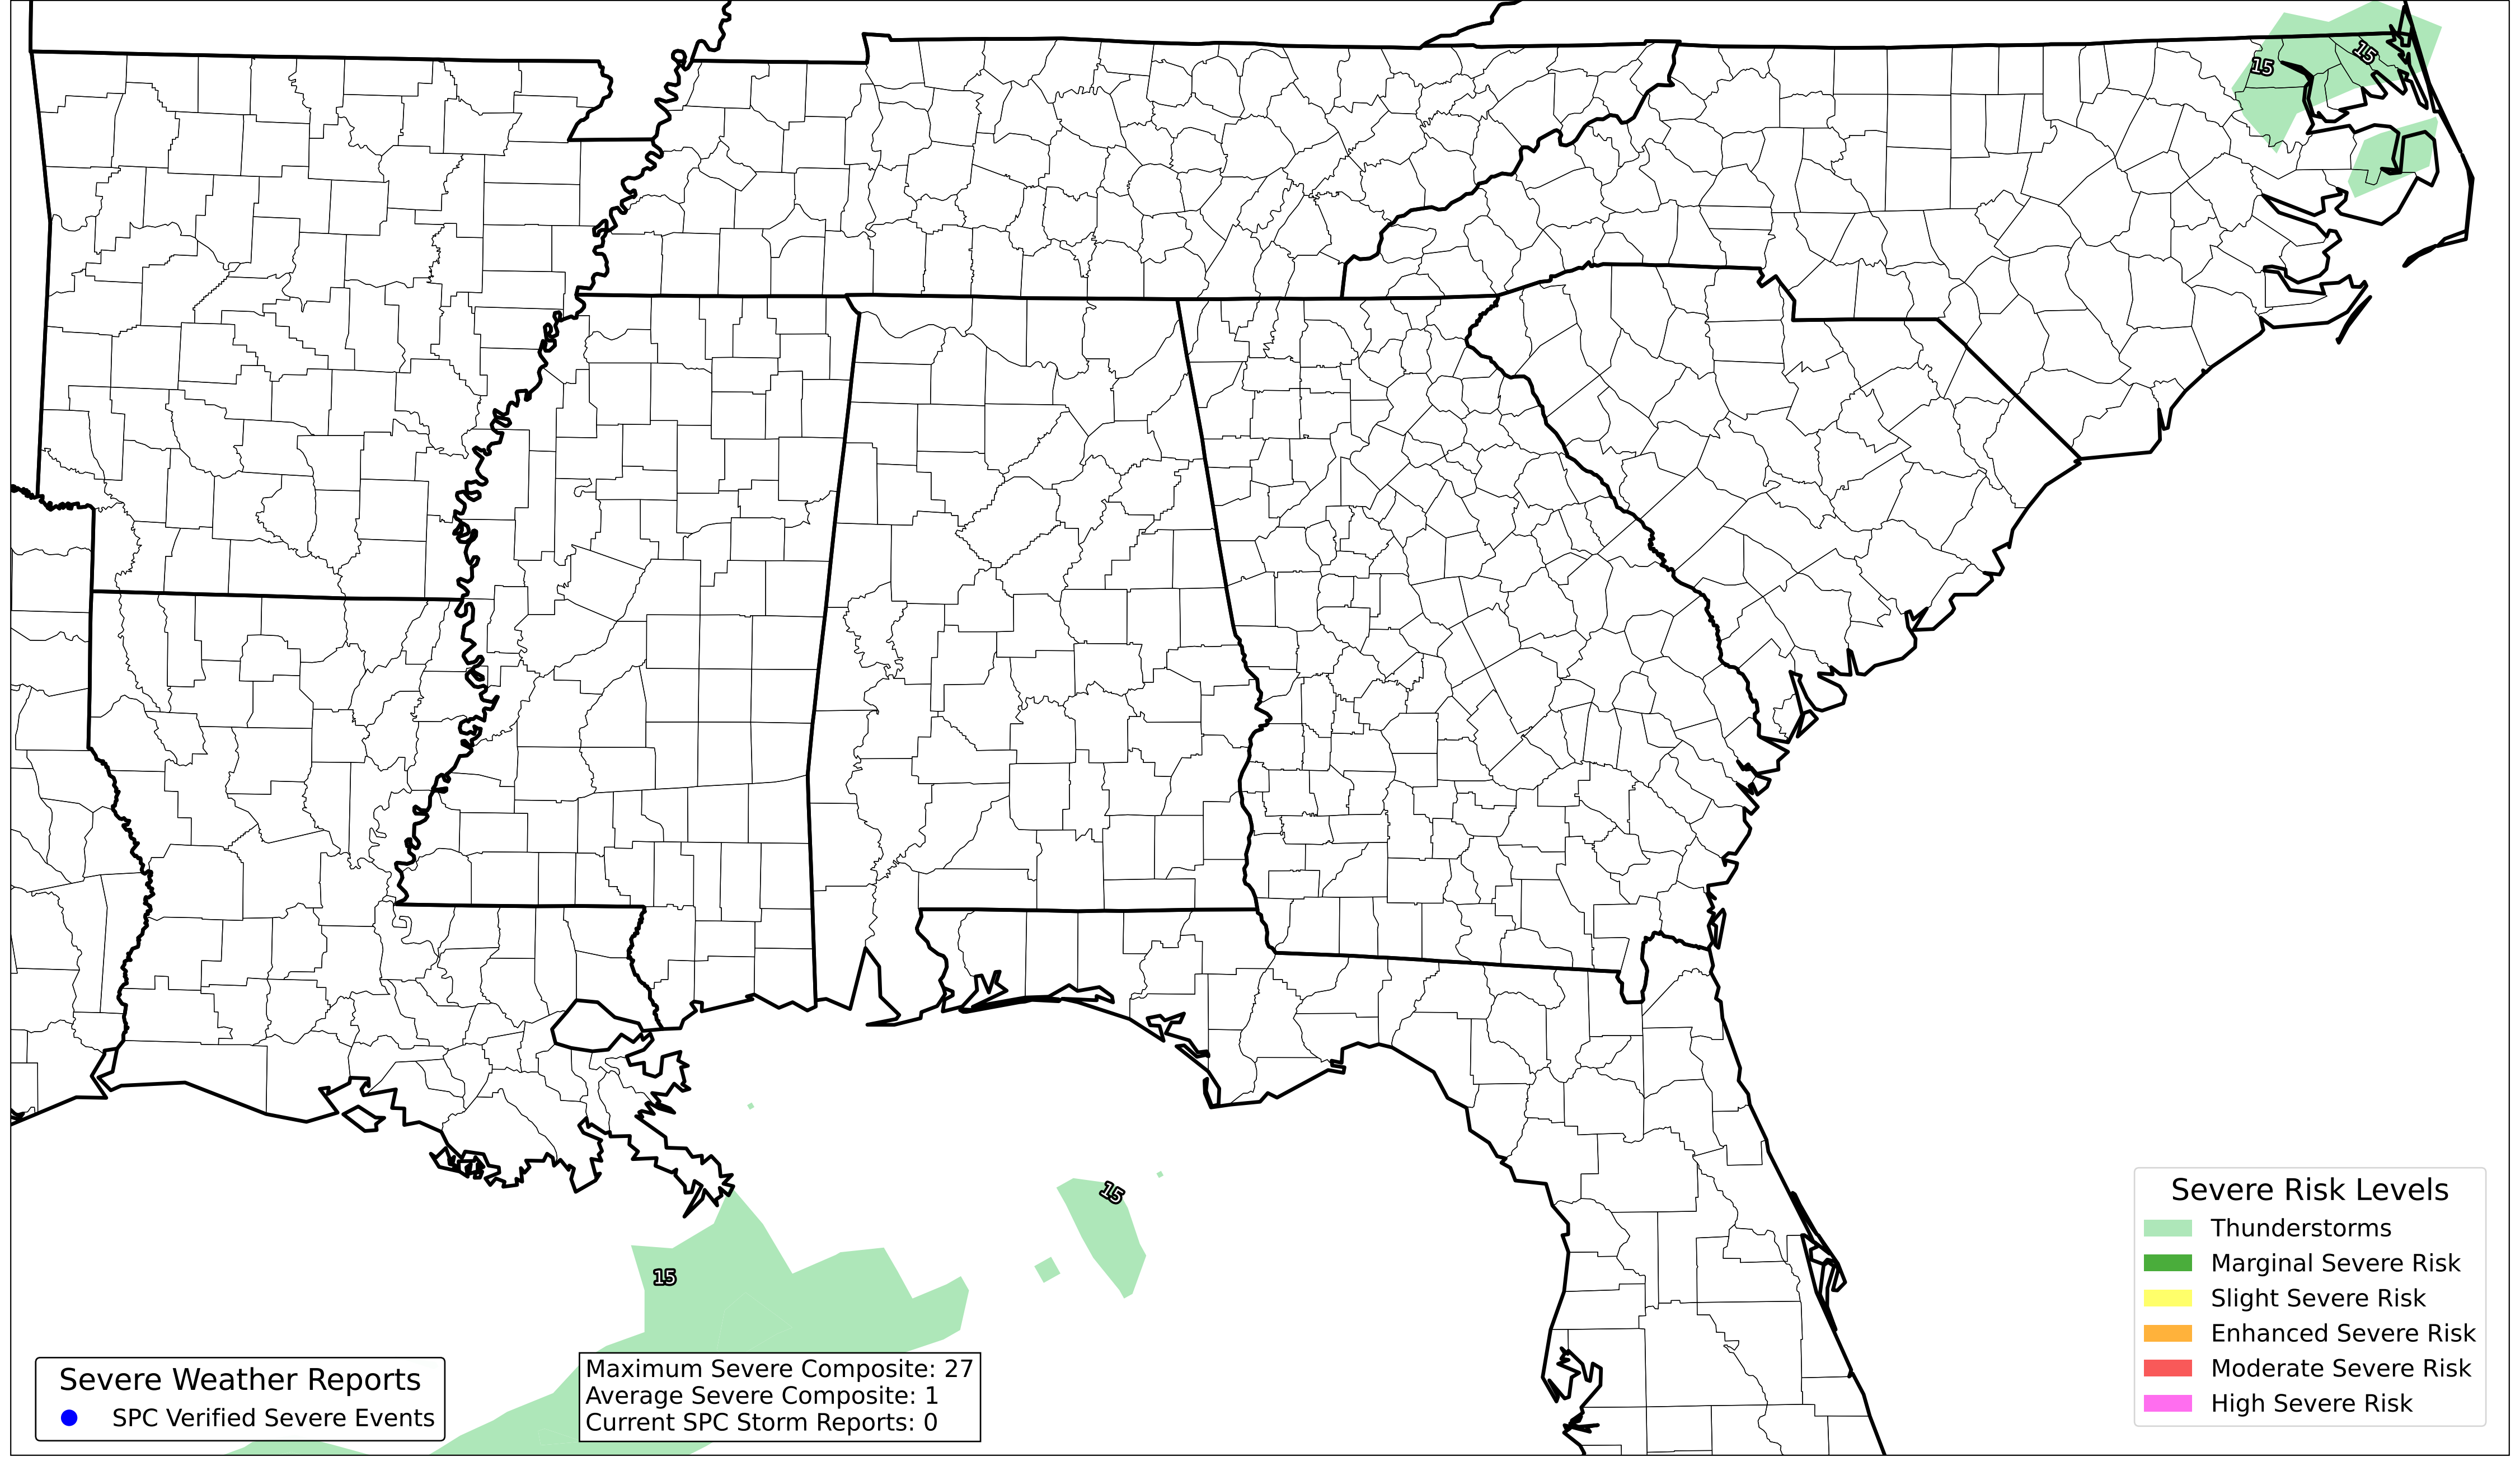 15
15
15
15
Severe Weather Reports
SPC Verified Severe Events
Maximum Severe Composite: 27
Average Severe Composite: 1
Current SPC Storm Reports: 0
Severe Risk Levels
Thunderstorms
Marginal Severe Risk
Slight Severe Risk
Enhanced Severe Risk
Moderate Severe Risk
High Severe Risk